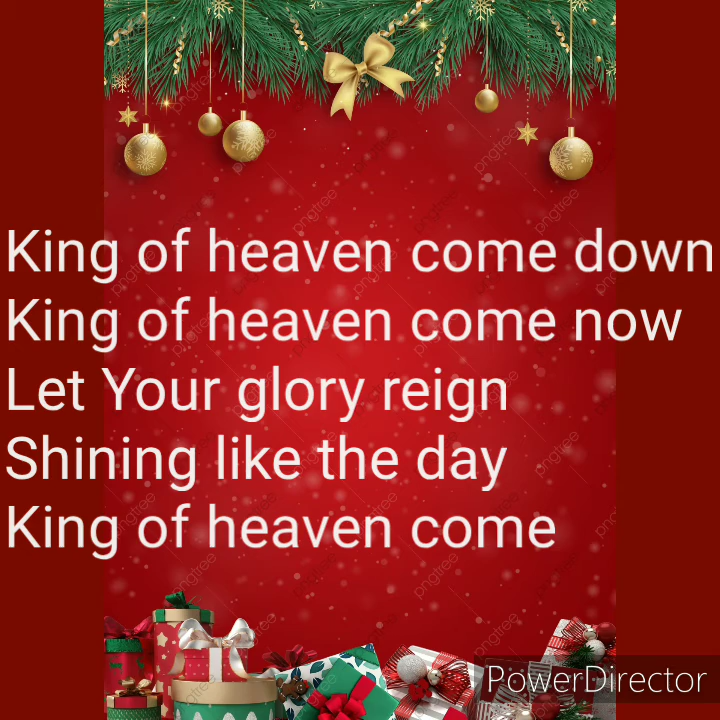 King of heaven come down
King of heaven come now
Let Your glory reign
Shining like the day
King of heaven come
PowerDirector